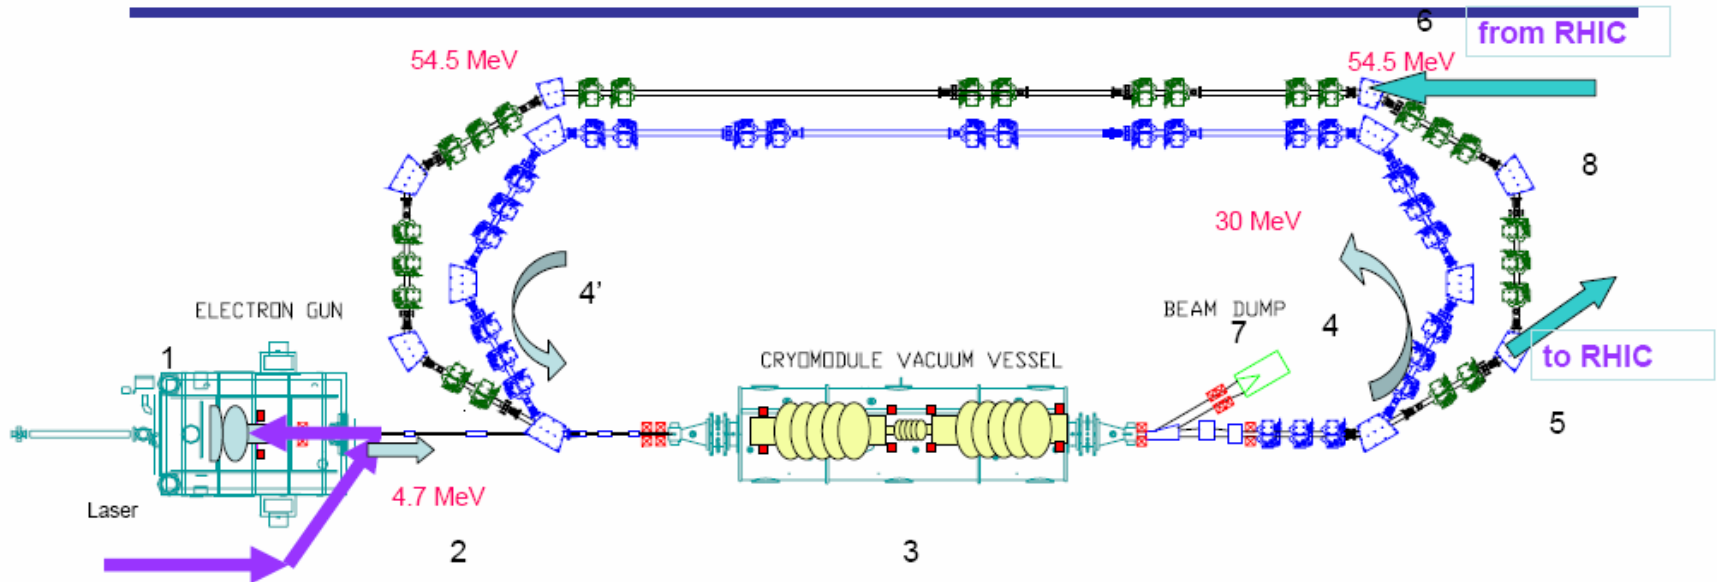 6
from RHIC
54.5 MeV
54.5 MeV
8
30 MeV
4'
ELECTRON GUN
BEAM DUMP
7
4
1
CRYOMODULE VACUUM VESSEL
to RHIC
5
4.7 MeV
Laser
2
3